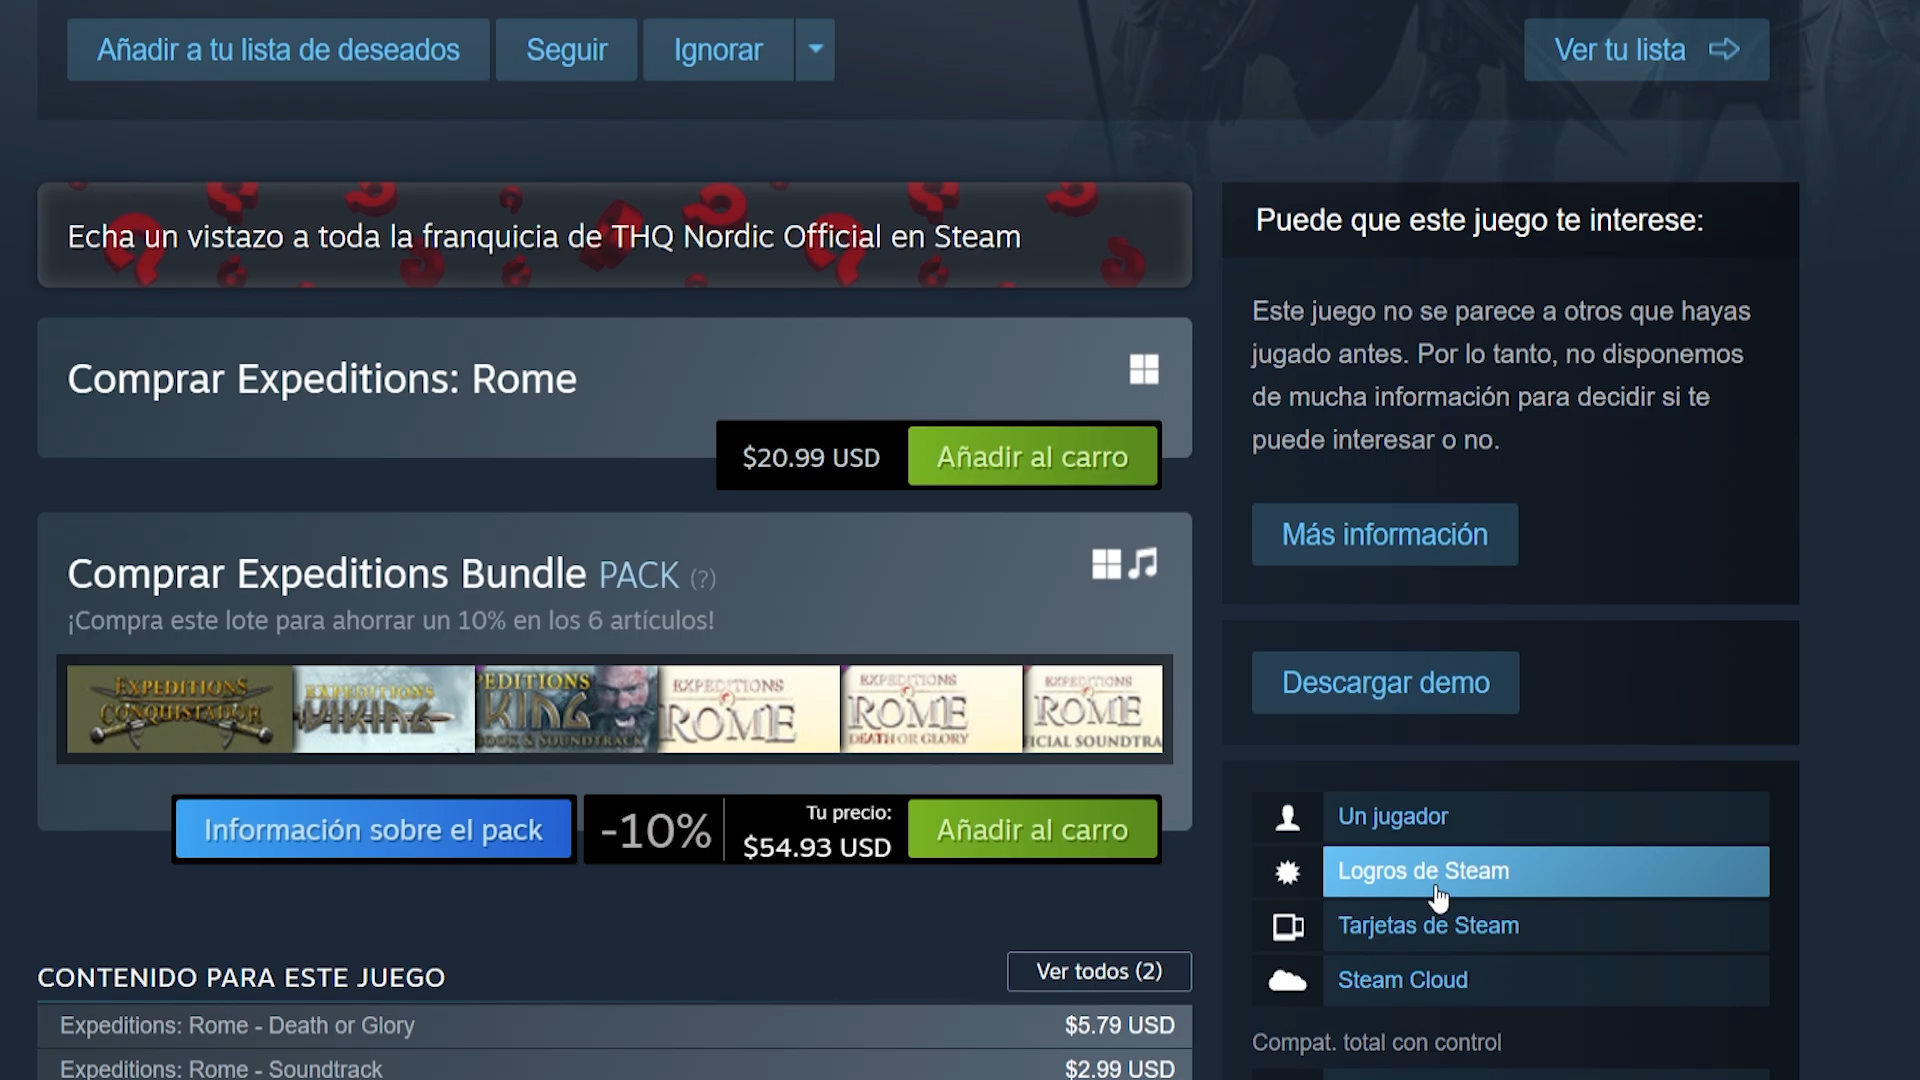 Añadir a tu lista de deseados
Seguir
Ignorar
Ver tu lista
Echa un vistazo a toda la franquicia de THQ Nordic Official en Steam
Comprar Expeditions: Rome
$20.99 USD
Añadir al carro
Comprar Expeditions Bundle PACK (?)
¡Compra este lote para ahorrar un 10% en los 6 artículos!
EXPEDITIONS
CONQUISTADOR
EXPEDITIONS
VIKING
EDITIONS
KING
OOK & SOUNDTRACK
EXPEDITIONS
ROME
EXPEDITIONS
ROME
DEATH OR GLORY
EXPEDITIONS
ROME
ICIAL SOUNDTRA
Información sobre el pack
-10%
Tu precio:
$54.93 USD
Añadir al carro
CONTENIDO PARA ESTE JUEGO
Ver todos (2)
Expeditions: Rome - Death or Glory
$5.79 USD
Expeditions: Rome - Soundtrack
$2.99 USD
Puede que este juego te interese:
Este juego no se parece a otros que hayas
jugado antes. Por lo tanto, no disponemos
de mucha información para decidir si te
puede interesar o no.
Más información
Descargar demo
Un jugador
Logros de Steam
Tarjetas de Steam
Steam Cloud
Compat. total con control